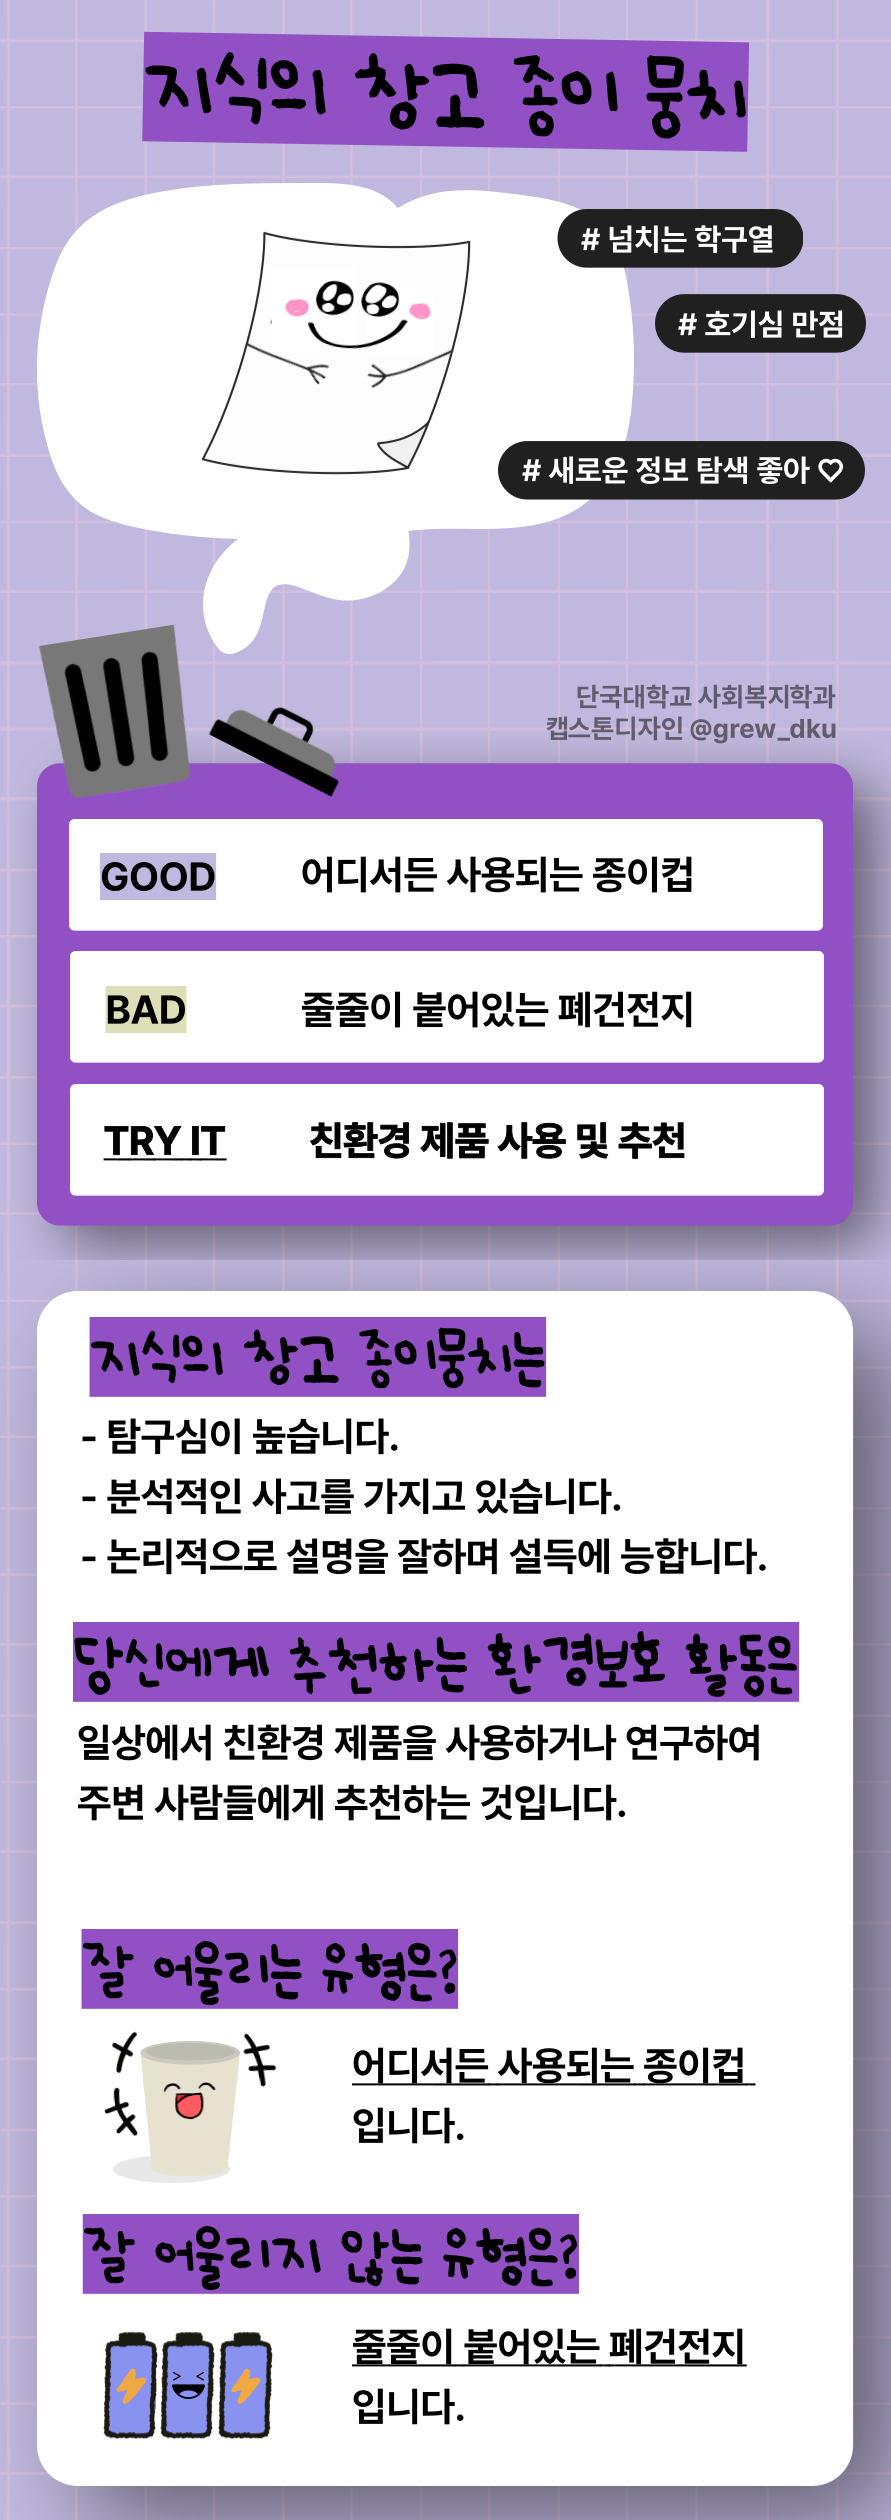 지식의 창고 종이 뭉치
# 넘치는 학구열
# 호기심 만점
# 새로운 정보 탐색 좋아 ♡
단국대학교 사회복지학과
캡스톤디자인 @grew_dku
GOOD 어디서든 사용되는 종이컵
BAD 줄줄이 붙어있는 폐건전지
TRY IT 친환경 제품 사용 및 추천
지식의 창고 종이뭉치는
- 탐구심이 높습니다.
- 분석적인 사고를 가지고 있습니다.
- 논리적으로 설명을 잘하며 설득에 능합니다.
당신에게 추천하는 환경보호 활동은
일상에서 친환경 제품을 사용하거나 연구하여
주변 사람들에게 추천하는 것입니다.
잘 어울리는 유형은?
어디서든 사용되는 종이컵
입니다.
잘 어울리지 않는 유형은?
줄줄이 붙어있는 폐건전지
입니다.